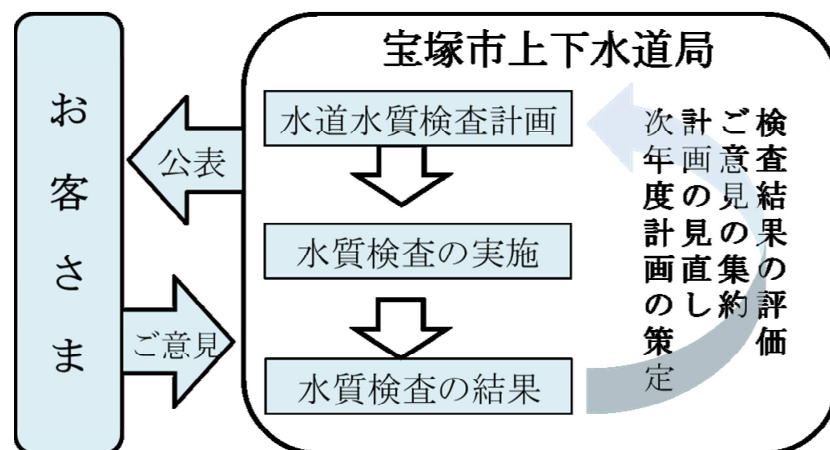 お客さま
公表
ご意見
宝塚市上下水道局
水道水質検査計画
水質検査の実施
水質検査の結果
検査結果の評価
ご意見の集約
計画の見直し
次年度計画の策定